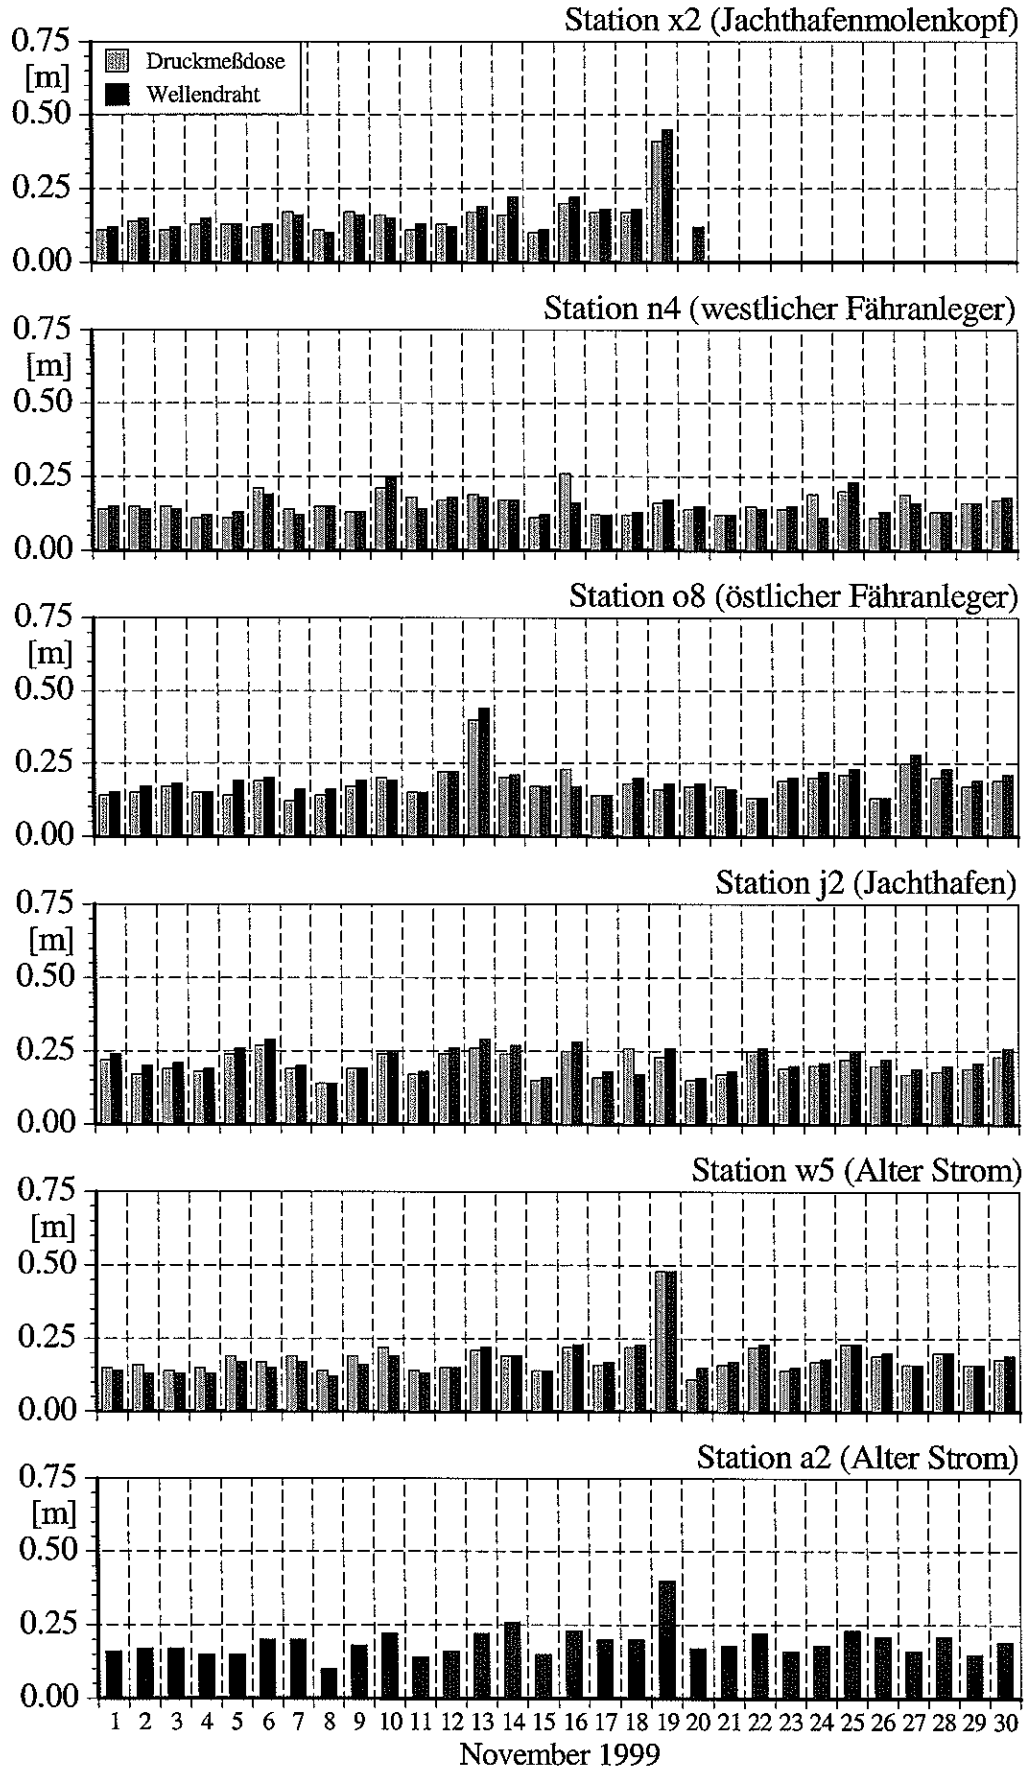 Station x2 (Jachthafenmolenkopf)
0.75
[m]
0.50
0.25
0.00
Druckmeßdose
Wellendraht
Station n4 (westlicher Fähranleger)
0.75
[m]
0.50
0.25
0.00
Station o8 (östlicher Fähranleger)
0.75
[m]
0.50
0.25
0.00
Station j2 (Jachthafen)
0.75
[m]
0.50
0.25
0.00
Station w5 (Alter Strom)
0.75
[m]
0.50
0.25
0.00
Station a2 (Alter Strom)
0.75
[m]
0.50
0.25
0.00
1 2 3 4 5 6 7 8 9 10 11 12 13 14 15 16 17 18 19 20 21 22 23 24 25 26 27 28 29 30
November 1999